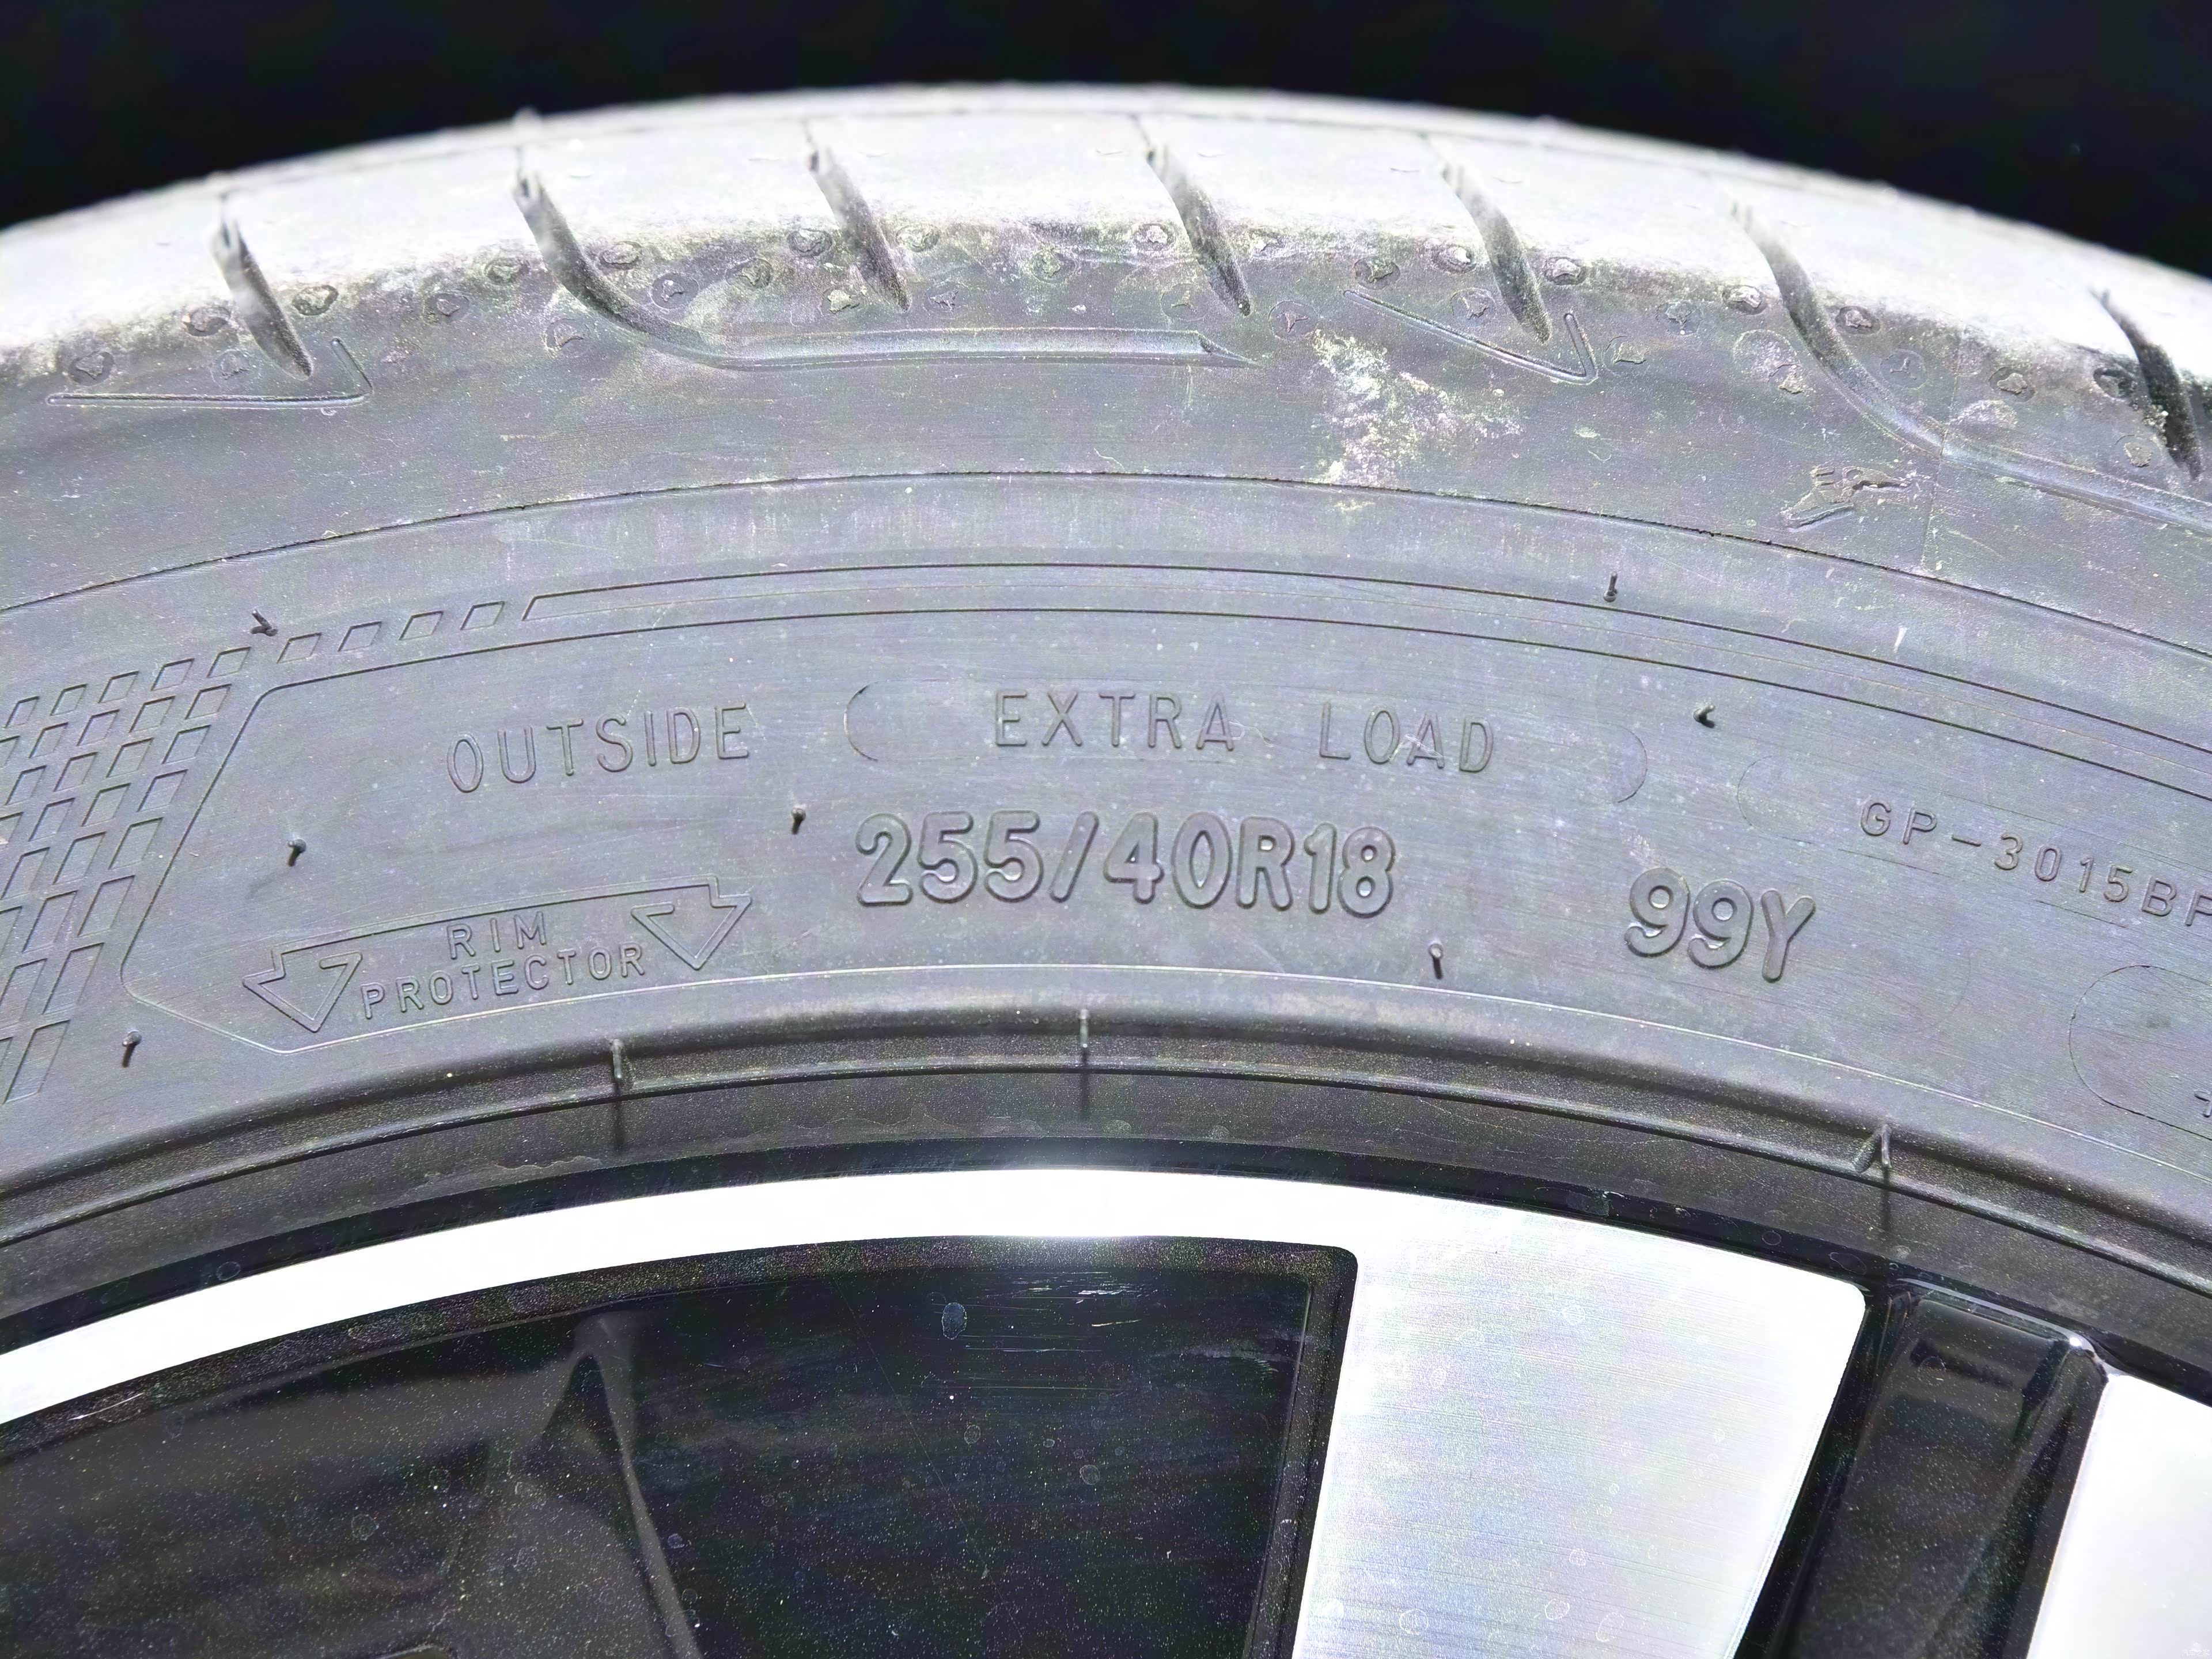 OUTSIDE
EXTRA LOAD
255/40R18 99Y
GP-3015BF
RIM
PROTECTOR